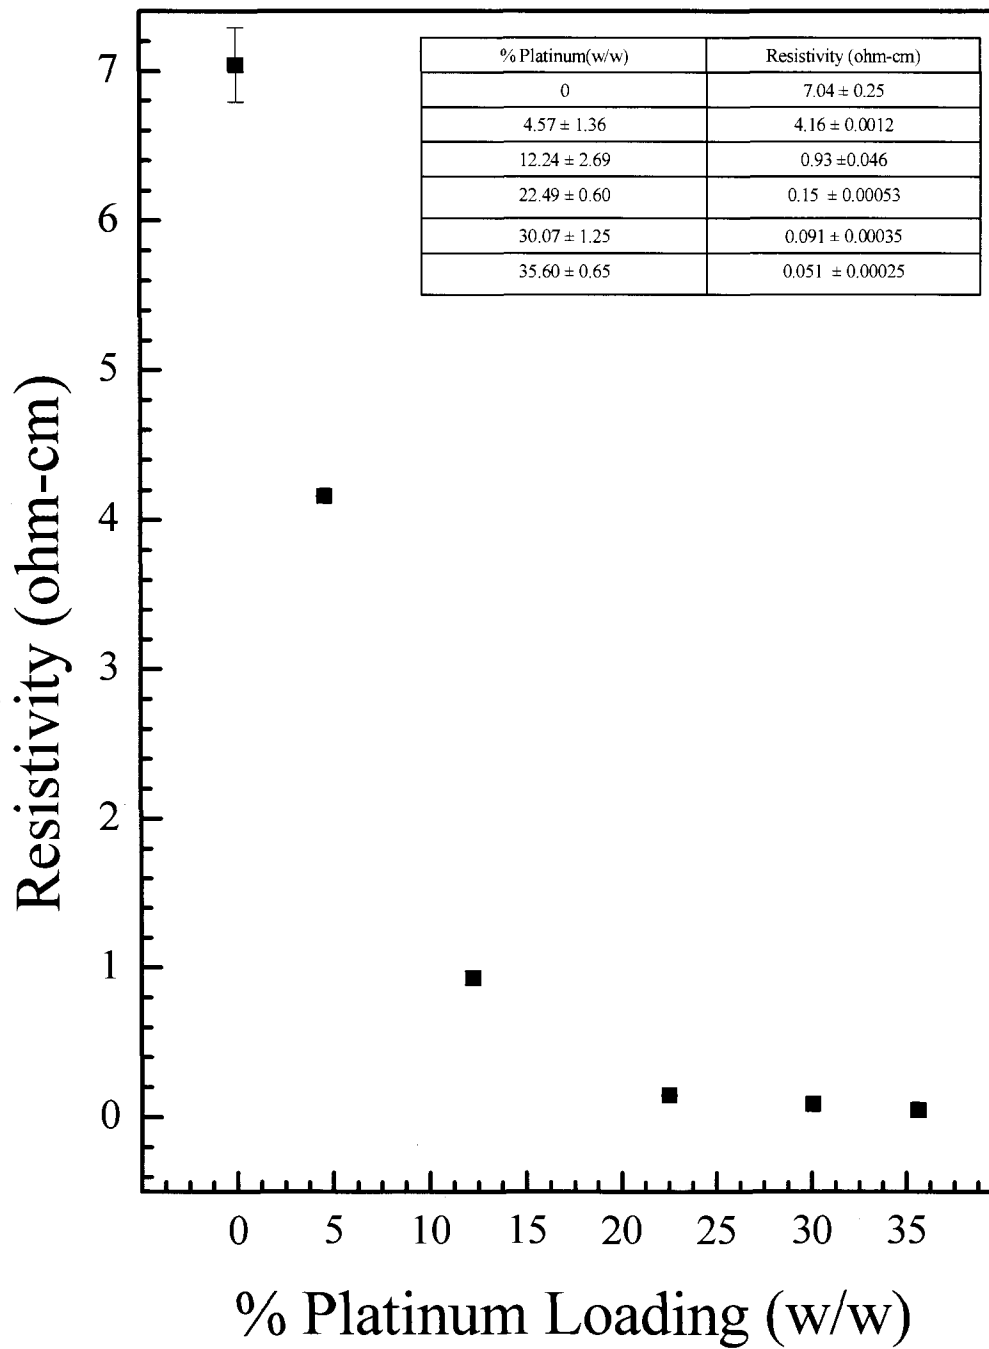 % Platinum(w/w) Resistivity (ohm-cm)
0 7.04 ± 0.25
4.57 ± 1.36 4.16 ± 0.0012
12.24 ± 2.69 0.93 ±0.046
22.49 ± 0.60 0.15 ± 0.00053
30.07 ± 1.25 0.091 ± 0.00035
35.60 ± 0.65 0.051 ± 0.00025
7
6
5
4
3
2
1
0
Resistivity (ohm-cm)
0 5 10 15 20 25 30 35
% Platinum Loading (w/w)